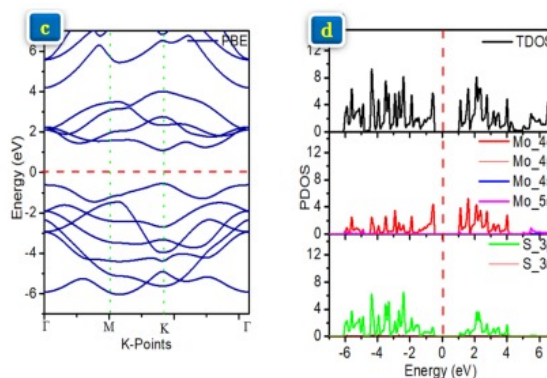 c
PBE
Energy (eV)
6
4
2
0
-2
-4
-6
Γ
M
K
Γ
K-Points
d
TDOS
12
8
4
0
Mo_4
Mo_4
Mo_4
Mo_5
12
8
4
0
PDOS
S_3
S_3
12
8
4
0
-6
-4
-2
0
2
4
6
Energy (eV)